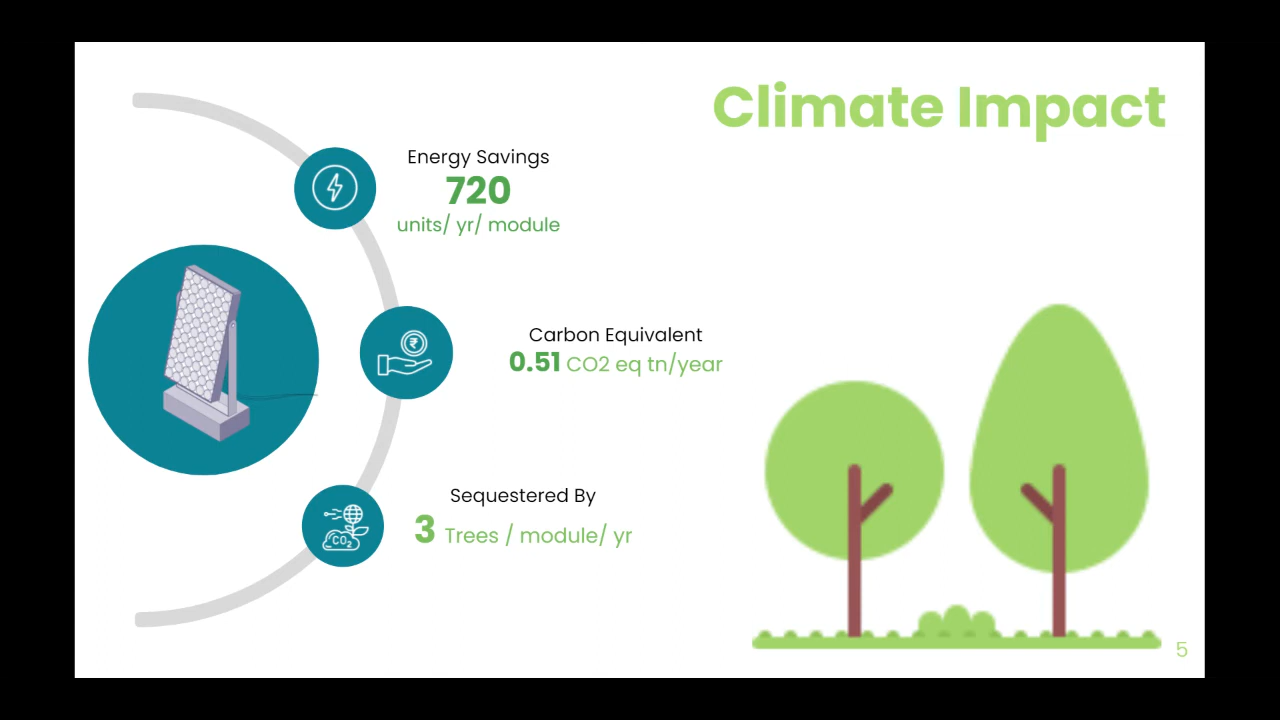 Climate Impact
Energy Savings
720
units/ yr/ module
₹
Carbon Equivalent
0.51 CO2 eq tn/year
CO2
Sequestered By
3 Trees / module/ yr
5